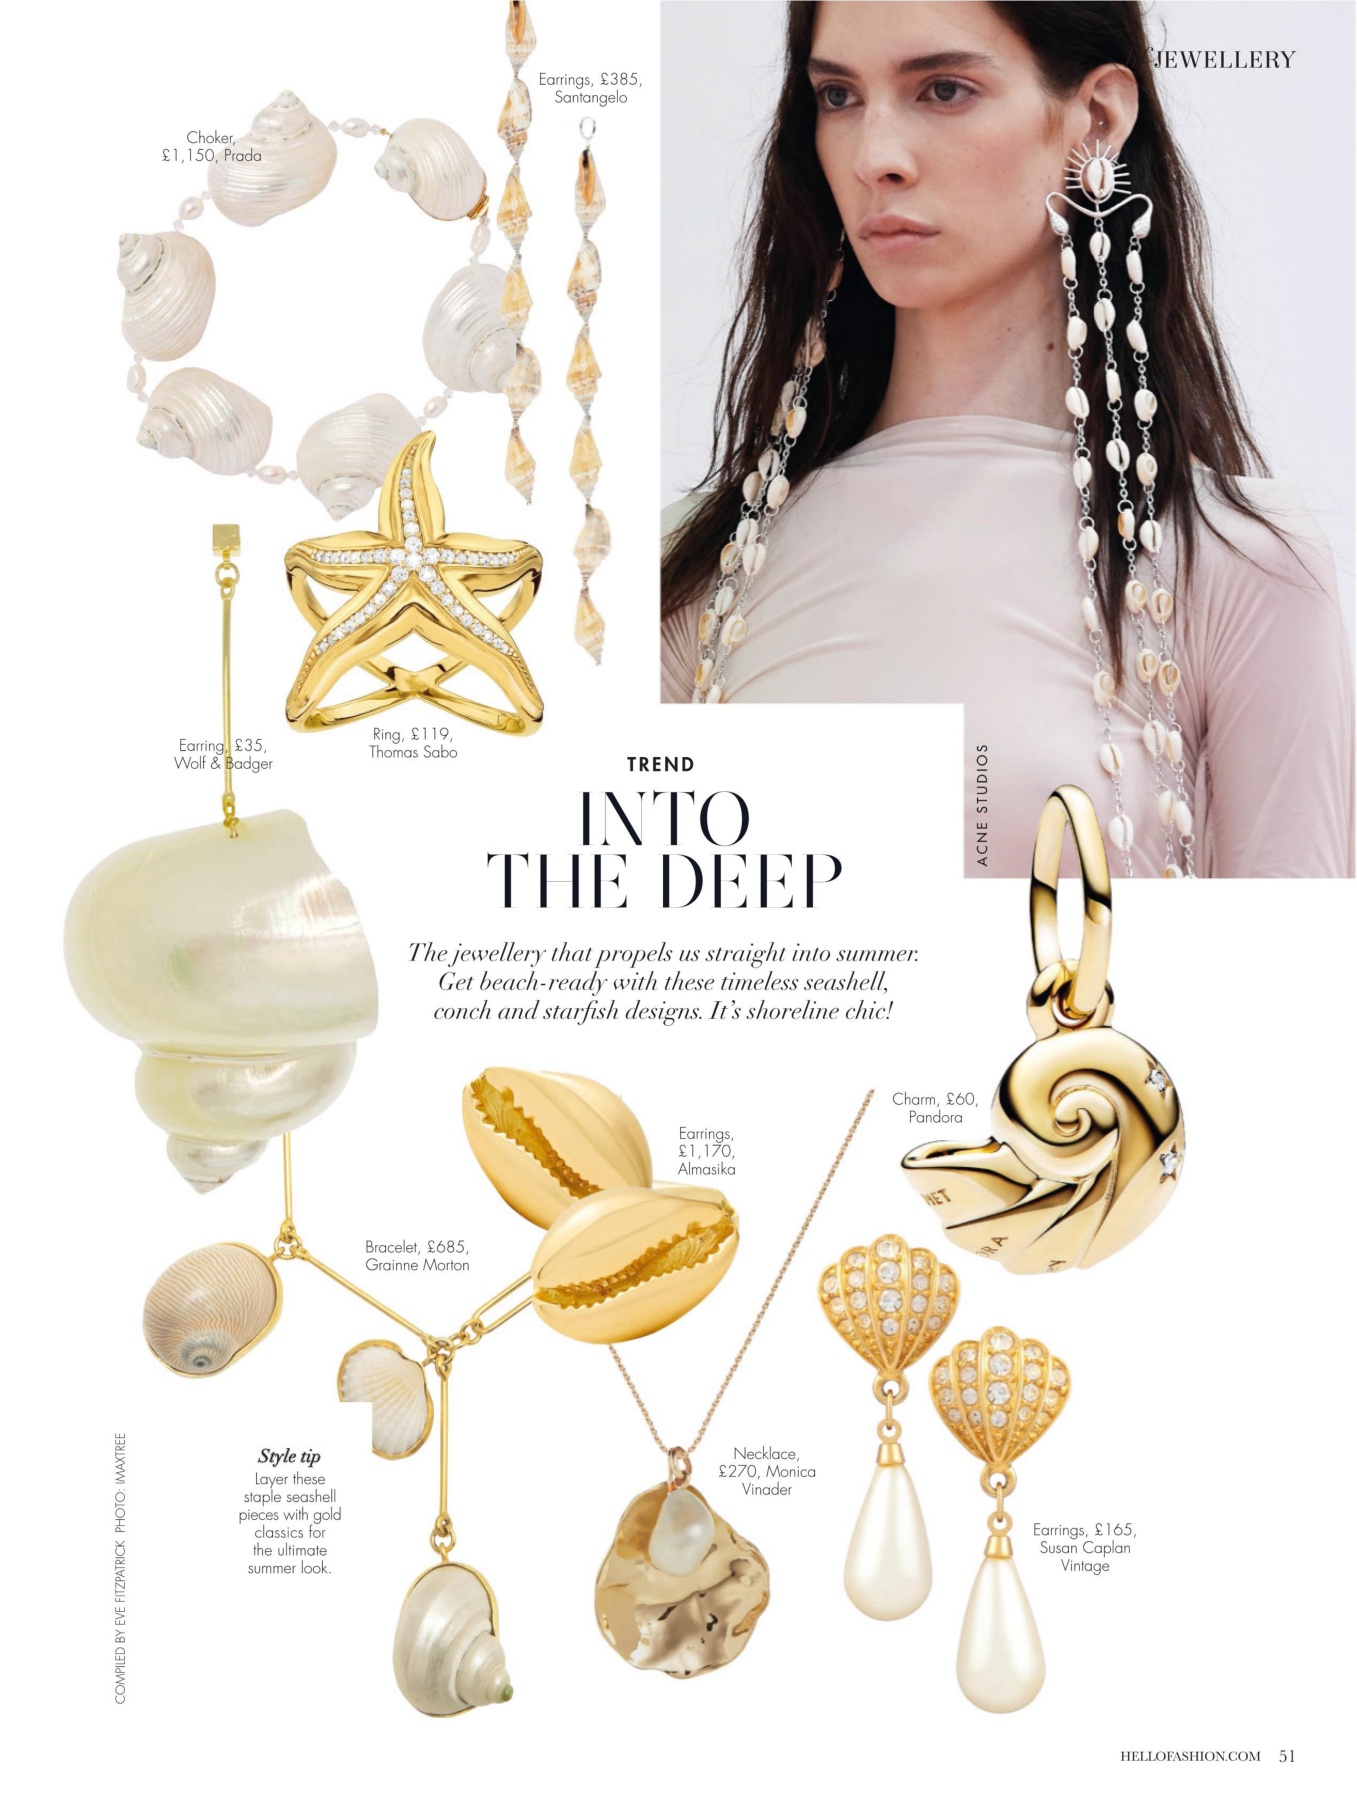 JEWELLERY
Earrings, £385,
Santangelo
Choker,
£1,150, Prada
Earring, £35,
Wolf & Badger
Ring, £119,
Thomas Sabo
ACNE STUDIOS
TREND
INTO
THE DEEP
The jewellery that propels us straight into summer.
Get beach-ready with these timeless seashell,
conch and starfish designs. It's shoreline chic!
Charm, £60,
Pandora
Earrings,
£1,170,
Almasika
Bracelet, £685,
Grainne Morton
Style tip
Layer these
staple seashell
pieces with gold
classics for
the ultimate
summer look.
Necklace,
£270, Monica
Vinader
Earrings, £165,
Susan Caplan
Vintage
COMPILED BY EVE FITZPATRICK PHOTO: IMAXTREE
HELLOFASHION.COM 51